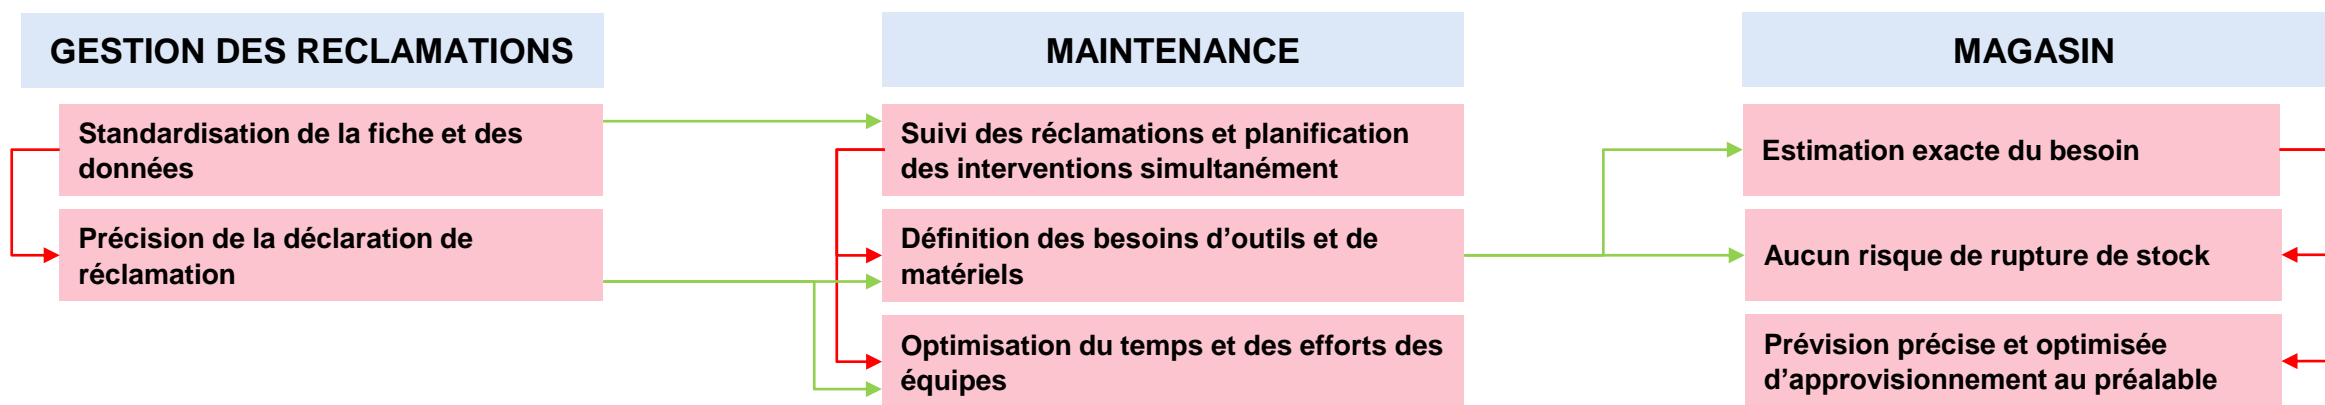 GESTION DES RECLAMATIONS
Standardisation de la fiche et des
données
Précision de la déclaration de
réclamation
MAINTENANCE
Suivi des réclamations et planification
des interventions simultanément
Définition des besoins d’outils et de
matériels
Optimisation du temps et des efforts des
équipes
MAGASIN
Estimation exacte du besoin
Aucun risque de rupture de stock
Prévision précise et optimisée
d’approvisionnement au préalable